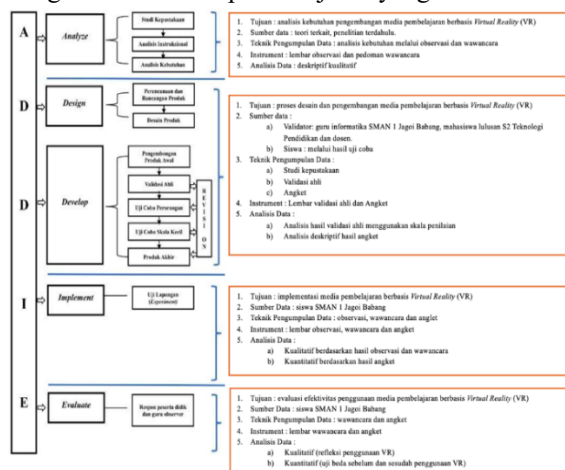 A
Analyze
Studi Kepustakaan
Analisis Instruksional
Analisis Kebutuhan
1. Tujuan : analisis kebutuhan pengembangan media pembelajaran berbasis Virtual Reality (VR)
2. Sumber data : teori terkait, penelitian terdahulu.
3. Teknik Pengumpulan Data : analisis kebutuhan melalui observasi dan wawancara
4. Instrument : lembar observasi dan pedoman wawancara
5. Analisis Data : deskriptif kualitatif
D
Design
Perencanaan dan
Rancangan Produk
Desain Produk
D
Develop
Pengembangan
Produk Awal
Validasi Ahli
Uji Coba Perorangan
Uji Coba Skala Kecil
Produk Akhir
REVISI ON
1. Tujuan : proses desain dan pengembangan media pembelajaran berbasis Virtual Reality (VR)
2. Sumber data :
a) Validator: guru informatika SMAN 1 Jagoi Babang, mahasiswa lulusan S2 Teknologi
Pendidikan dan dosen.
b) Siswa : melalui hasil uji coba
3. Teknik Pengumpulan Data :
a) Studi kepustakaan
b) Validasi ahli
c) Angket
4. Instrument : Lembar validasi ahli dan Angket
5. Analisis Data :
a) Analisis hasil validasi ahli menggunakan skala penilaian
b) Analisis deskriptif hasil angket
I
Implement
Uji Lapangan
(Experiment)
1. Tujuan : implementasi media pembelajaran berbasis Virtual Reality (VR)
2. Sumber Data : siswa SMAN 1 Jagoi Babang
3. Teknik Pengumpulan Data : observasi, wawancara dan anglet
4. Instrument : lembar observasi, wawancara dan angket
5. Analisis Data :
a) Kualitatif berdasarkan hasil observasi dan wawancara
b) Kuantitatif berdasarkan hasil angket
E
Evaluate
Respon peserta didik
dan guru observer
1. Tujuan : evaluasi efektivitas penggunaan media pembelajaran berbasis Virtual Reality (VR)
2. Sumber Data : siswa SMAN 1 Jagoi Babang
3. Teknik Pengumpulan Data : wawancara dan angket
4. Instrument : lembar wawancara dan angket
5. Analisis Data :
a) Kualitatif (refleksi penggunaan VR)
b) Kuantitatif (uji beda sebelum dan sesudah penggunaan VR)